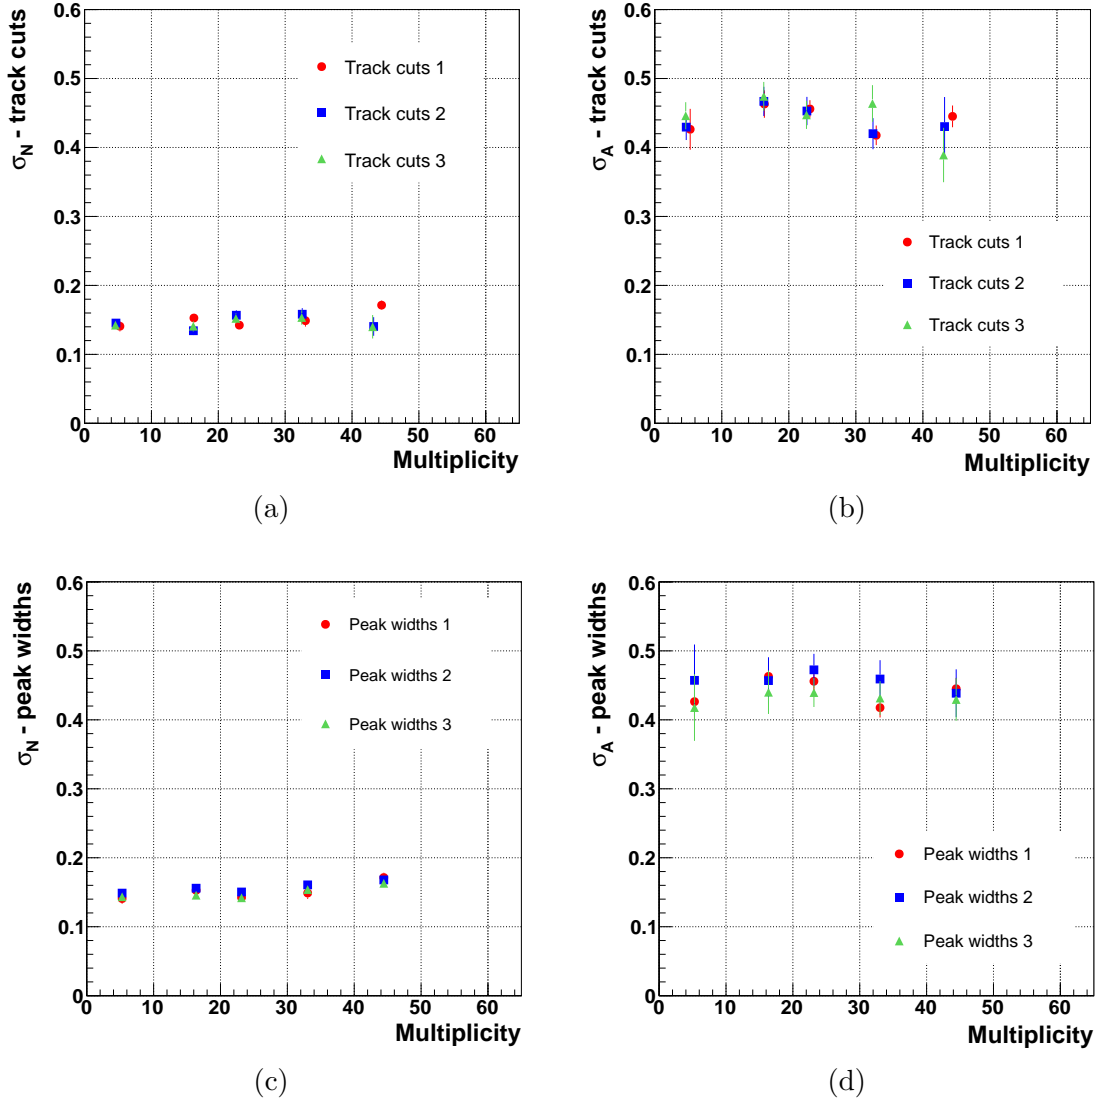 σN - track cuts
0.6
0.5
0.4
0.3
0.2
0.1
0
Track cuts 1
Track cuts 2
Track cuts 3
0 10 20 30 40 50 60
Multiplicity
(a)
σA - track cuts
0.6
0.5
0.4
0.3
0.2
0.1
0
Track cuts 1
Track cuts 2
Track cuts 3
0 10 20 30 40 50 60
Multiplicity
(b)
σN - peak widths
0.6
0.5
0.4
0.3
0.2
0.1
0
Peak widths 1
Peak widths 2
Peak widths 3
0 10 20 30 40 50 60
Multiplicity
(c)
σA - peak widths
0.6
0.5
0.4
0.3
0.2
0.1
0
Peak widths 1
Peak widths 2
Peak widths 3
0 10 20 30 40 50 60
Multiplicity
(d)